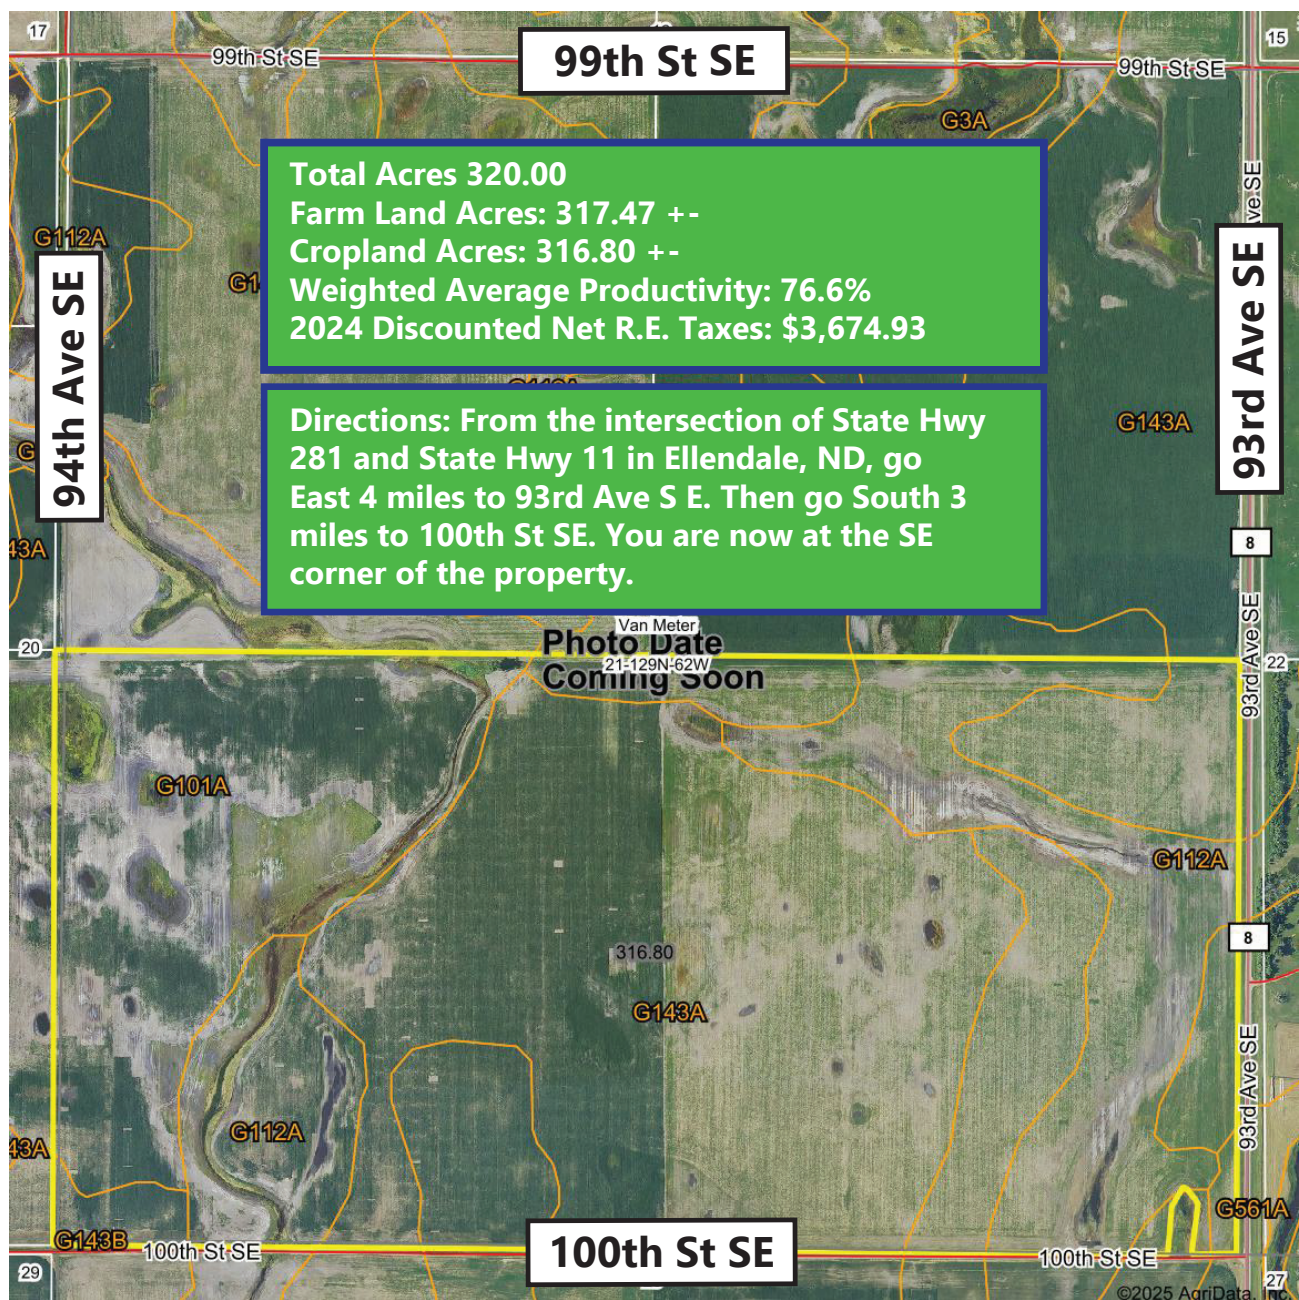 17
99th St SE
99th St SE
15
99th St SE
G3A
Total Acres 320.00
Farm Land Acres: 317.47 +-
Cropland Acres: 316.80 +-
Weighted Average Productivity: 76.6%
2024 Discounted Net R.E. Taxes: $3,674.93
G112A
94th Ave SE
93rd Ave SE
G143A
Directions: From the intersection of State Hwy
281 and State Hwy 11 in Ellendale, ND, go
East 4 miles to 93rd Ave S E. Then go South 3
miles to 100th St SE. You are now at the SE
corner of the property.
43A
8
93rd Ave SE
Van Meter
Photo Date
21-129N-62W
Coming Soon
20
22
G101A
G112A
8
316.80
G143A
93rd Ave SE
G112A
43A
G561A
G143B
100th St SE
100th St SE
100th St SE
29
27
©2025 AgriData, Inc.